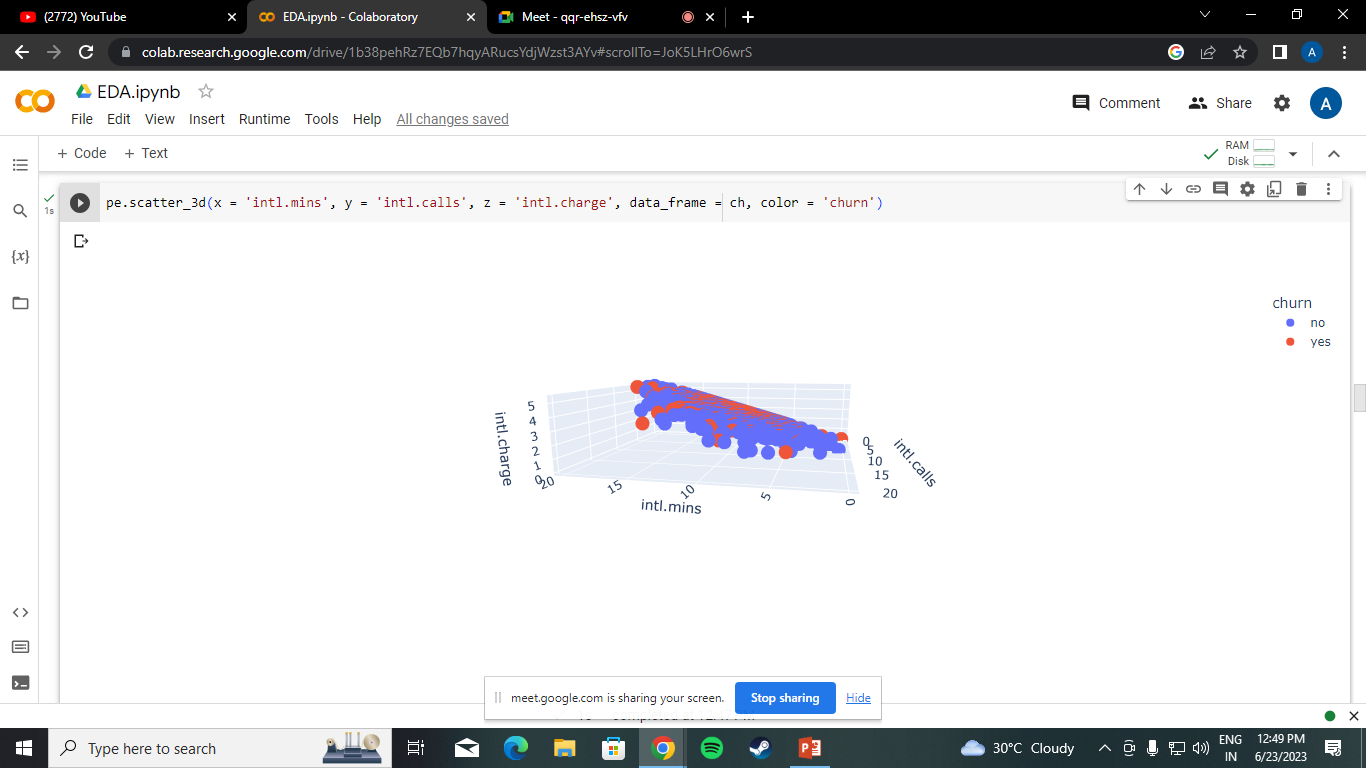 (2772) YouTube
EDA.ipynb - Colaboratory
Meet - qqr-ehsz-vfv
colab.research.google.com/drive/1b38pehRz7EQb7hqyARucsYdjWzst3AYv#scrollTo=JoK5LHrO6wrS
A
EDA.ipynb
Comment
Share
A
File Edit View Insert Runtime Tools Help All changes saved
+ Code + Text
RAM
Disk
1s
pe.scatter_3d(x = 'intl.mins', y = 'intl.calls', z = 'intl.charge', data_frame = ch, color = 'churn')
{x}
churn
no
yes
5
4
3
2
1
0
intl.charge
20
15
10
5
0
intl.mins
0
5
10
15
20
intl.calls
meet.google.com is sharing your screen.
Stop sharing
Hide
Type here to search
30°C Cloudy
ENG
IN
12:49 PM
6/23/2023